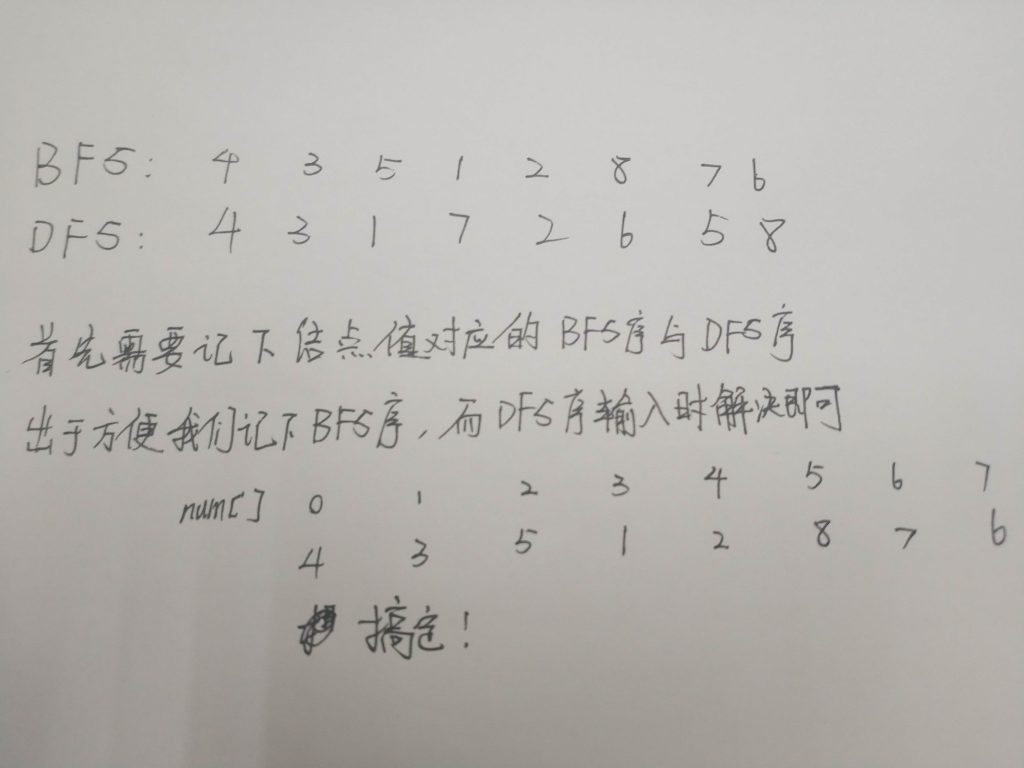 BFS: 4 3 5 1 2 8 7 6
DFS: 4 3 1 7 2 6 5 8
首先需要记下结点值对应的BFS序与DFS序
出于方便我们记下BFS序,而DFS序输入时解决即可
num[] 0 1 2 3 4 5 6 7
4 3 5 1 2 8 7 6
搞定!